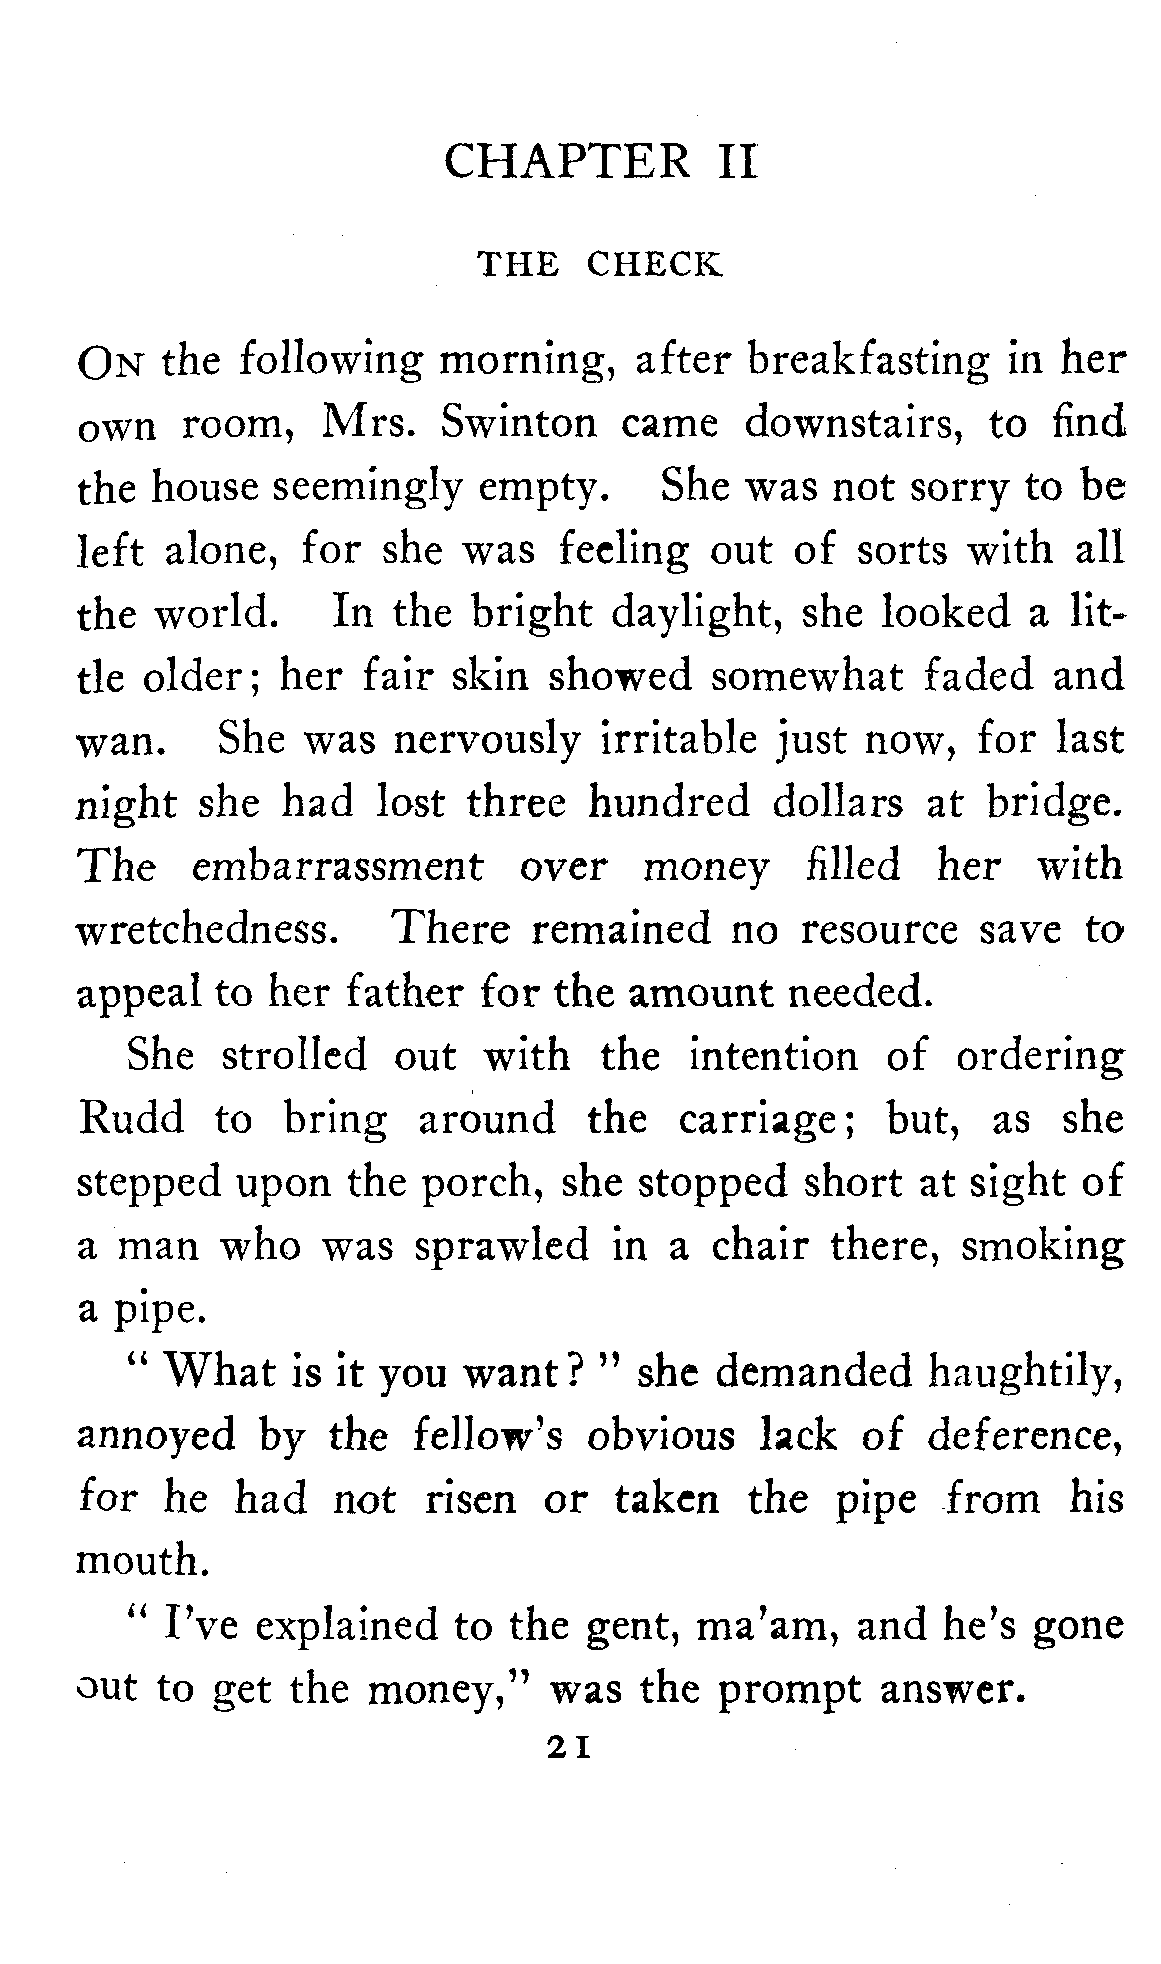 CHAPTER II
THE CHECK
ON the following morning, after breakfasting in her
own room, Mrs. Swinton came downstairs, to find
the house seemingly empty. She was not sorry to be
left alone, for she was feeling out of sorts with all
the world. In the bright daylight, she looked a lit-
tle older; her fair skin showed somewhat faded and
wan. She was nervously irritable just now, for last
night she had lost three hundred dollars at bridge.
The embarrassment over money filled her with
wretchedness. There remained no resource save to
appeal to her father for the amount needed.
She strolled out with the intention of ordering
Rudd to bring around the carriage; but, as she
stepped upon the porch, she stopped short at sight of
a man who was sprawled in a chair there, smoking
a pipe.
" What is it you want? " she demanded haughtily,
annoyed by the fellow's obvious lack of deference,
for he had not risen or taken the pipe from his
mouth.
" I've explained to the gent, ma'am, and he's gone
out to get the money," was the prompt answer.
21